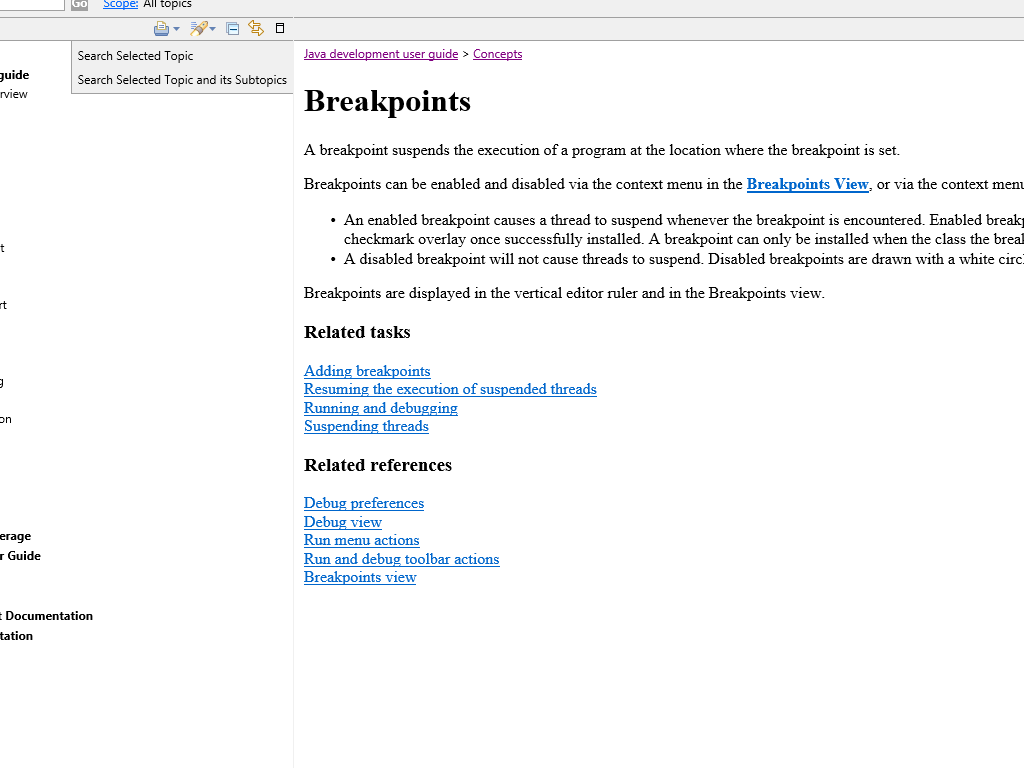 Go Scope: All topics
Search Selected Topic
Search Selected Topic and its Subtopics
guide
rview
t
rt
g
on
erage
r Guide
t Documentation
tation
Java development user guide > Concepts
Breakpoints
A breakpoint suspends the execution of a program at the location where the breakpoint is set.
Breakpoints can be enabled and disabled via the context menu in the Breakpoints View, or via the context menu
• An enabled breakpoint causes a thread to suspend whenever the breakpoint is encountered. Enabled breakp
checkmark overlay once successfully installed. A breakpoint can only be installed when the class the break
• A disabled breakpoint will not cause threads to suspend. Disabled breakpoints are drawn with a white circl
Breakpoints are displayed in the vertical editor ruler and in the Breakpoints view.
Related tasks
Adding breakpoints
Resuming the execution of suspended threads
Running and debugging
Suspending threads
Related references
Debug preferences
Debug view
Run menu actions
Run and debug toolbar actions
Breakpoints view